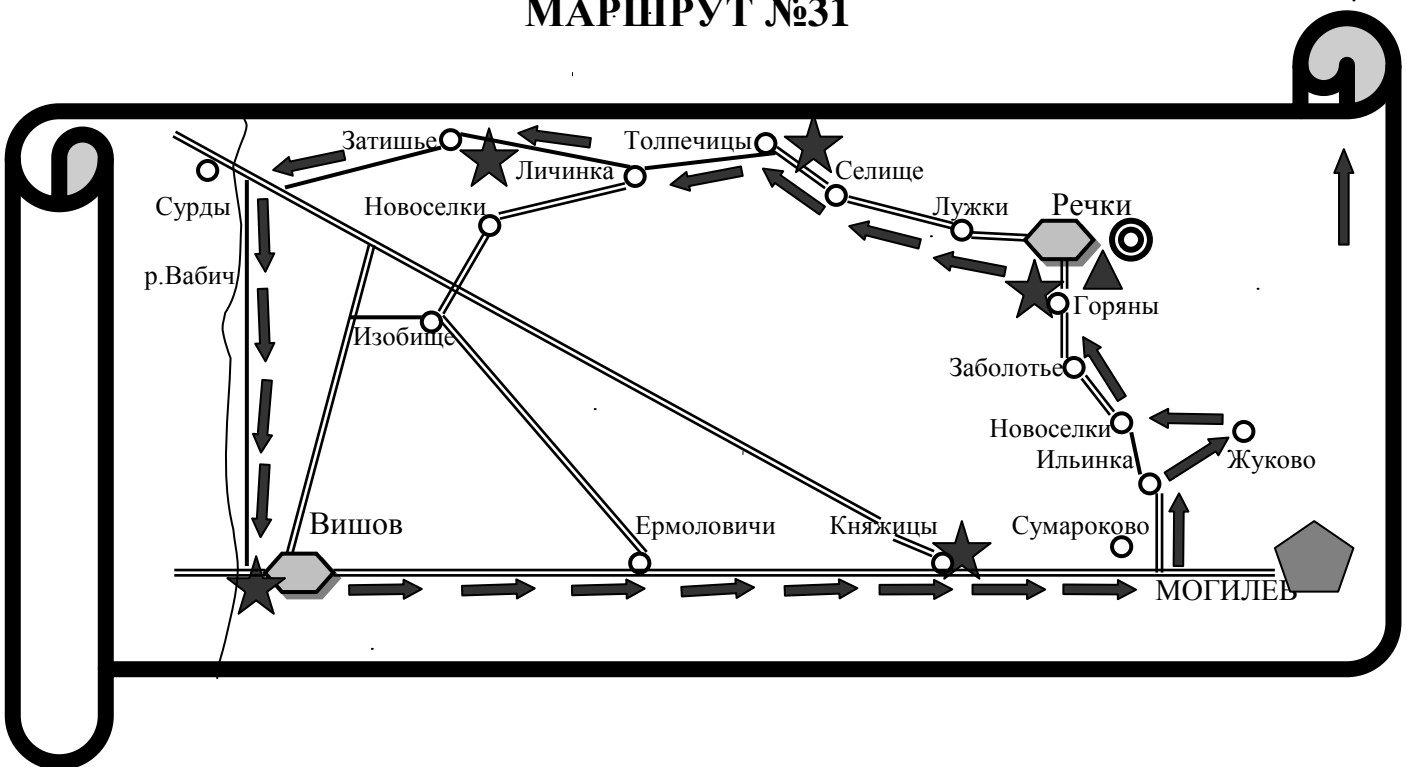 МАРШРУТ №31
Затишье
Толпечицы
Личинка
Селище
Сурды
Новоселки
Лужки
Речки
р.Вабич
Горяны
Изобище
Заболотье
Новоселки
Ильинка
Жуково
Вишов
Ермоловичи
Княжицы
Сумароково
МОГИЛЕВ